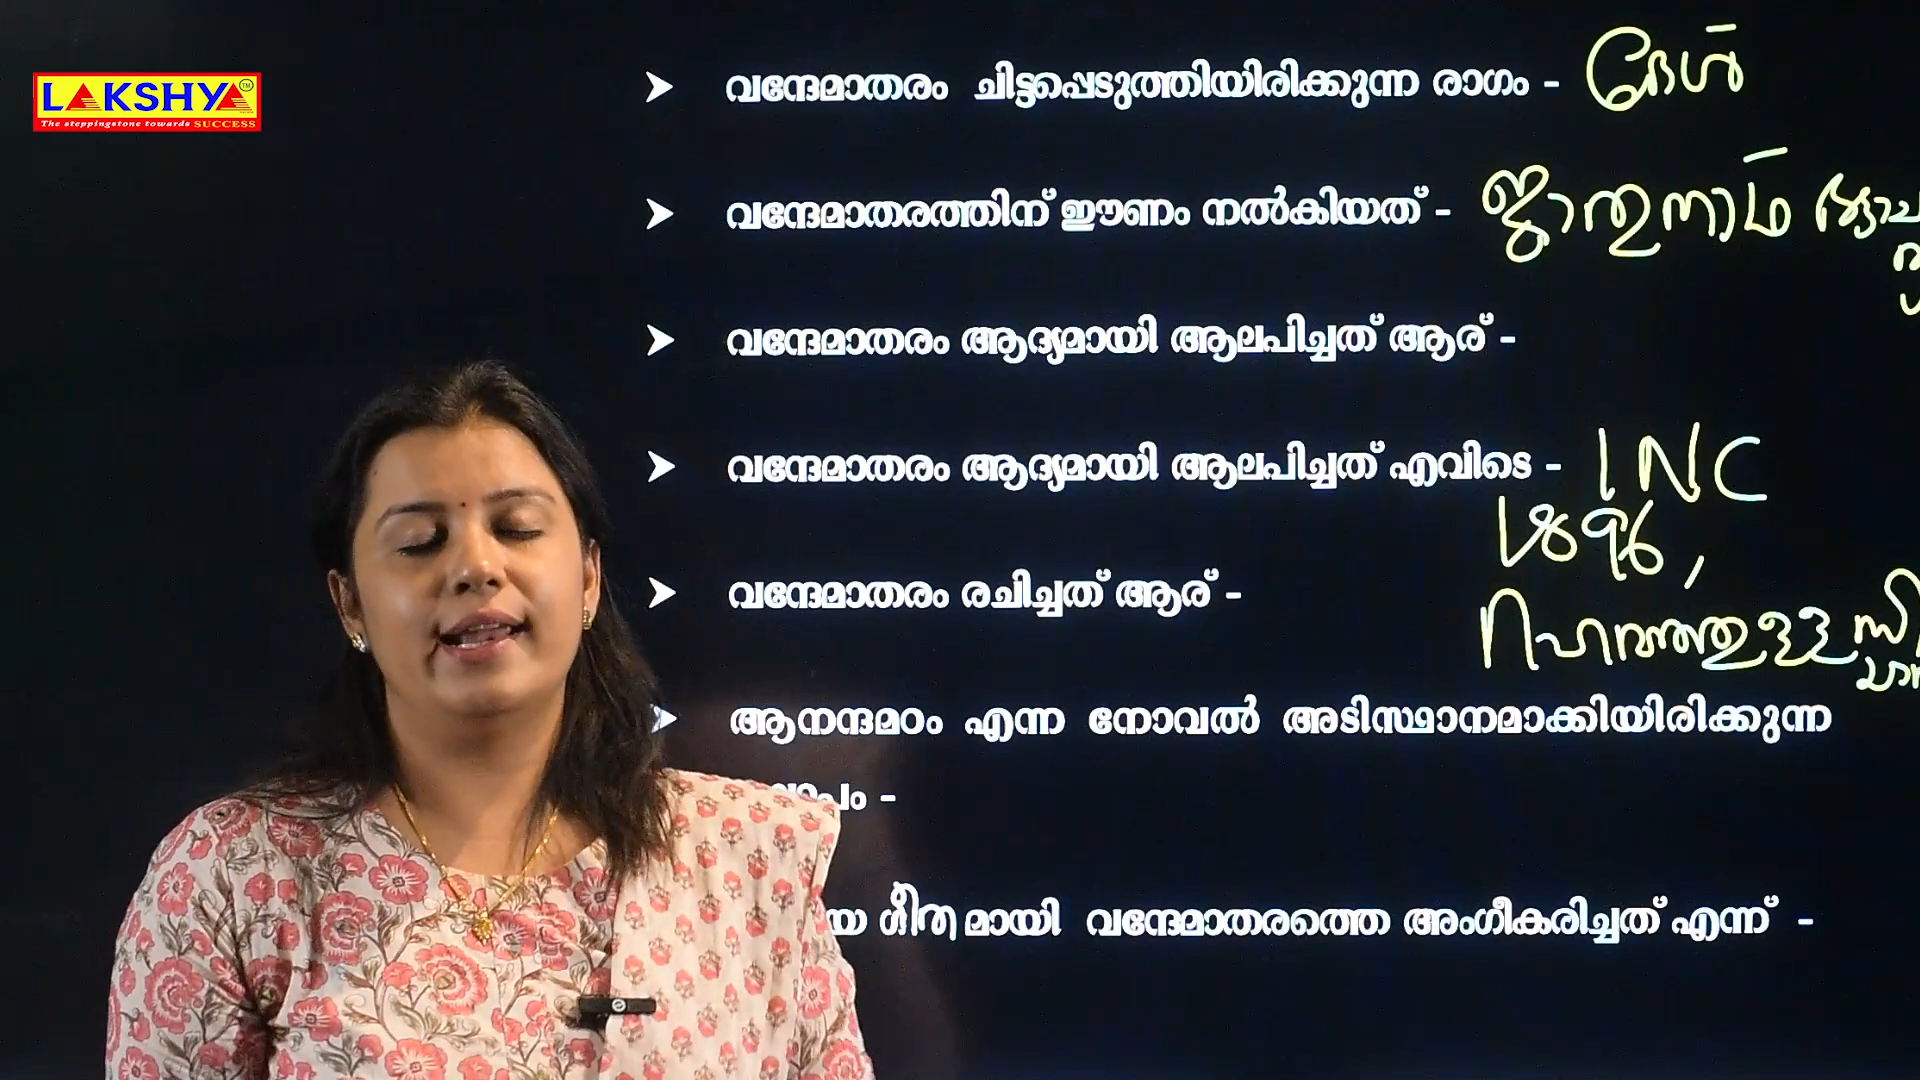 LAKSHYA
The steppingstone towards SUCCESS
വന്ദേമാതരം ചിട്ടപ്പെടുത്തിയിരിക്കുന്ന രാഗം - ദേശ്
വന്ദേമാതരത്തിന് ഈണം നൽകിയത് -
വന്ദേമാതരം ആദ്യമായി ആലപിച്ചത് ആര് -
വന്ദേമാതരം ആദ്യമായി ആലപിച്ചത് എവിടെ - INC
1896,
വന്ദേമാതരം രചിച്ചത് ആര് -
റഹ്മത്തുള്ള
ആനന്ദമഠം എന്ന നോവൽ അടിസ്ഥാനമാക്കിയിരിക്കുന്ന
ഗീതമായി വന്ദേമാതരത്തെ അംഗീകരിച്ചത് എന്ന് -